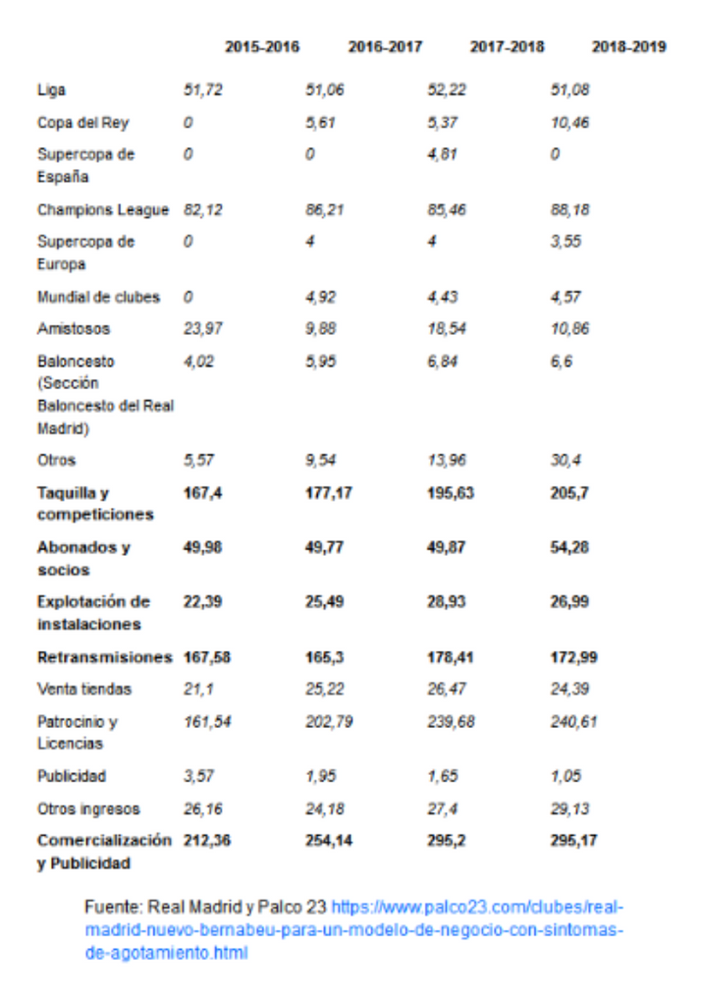 2015-2016 2016-2017 2017-2018 2018-2019
Liga 51,72 51,06 52,22 51,08
Copa del Rey 0 5,61 5,37 10,46
Supercopa de 0 0 4,81 0
España
Champions League 82,12 86,21 85,46 88,18
Supercopa de 0 4 4 3,55
Europa
Mundial de clubes 0 4,92 4,43 4,57
Amistosos 23,97 9,88 18,54 10,86
Baloncesto 4,02 5,95 6,84 6,6
(Sección
Baloncesto del Real
Madrid)
Otros 5,57 9,54 13,96 30,4
Taquilla y 167,4 177,17 195,63 205,7
competiciones
Abonados y 49,98 49,77 49,87 54,28
socios
Explotación de 22,39 25,49 28,93 26,99
instalaciones
Retransmisiones 167,58 165,3 178,41 172,99
Venta tiendas 21,1 25,22 26,47 24,39
Patrocinio y 161,54 202,79 239,68 240,61
Licencias
Publicidad 3,57 1,95 1,65 1,05
Otros ingresos 26,16 24,18 27,4 29,13
Comercialización 212,36 254,14 295,2 295,17
y Publicidad
Fuente: Real Madrid y Palco 23 https://www.palco23.com/clubes/real-
madrid-nuevo-bernabeu-para-un-modelo-de-negocio-con-sintomas-
de-agotamiento.html